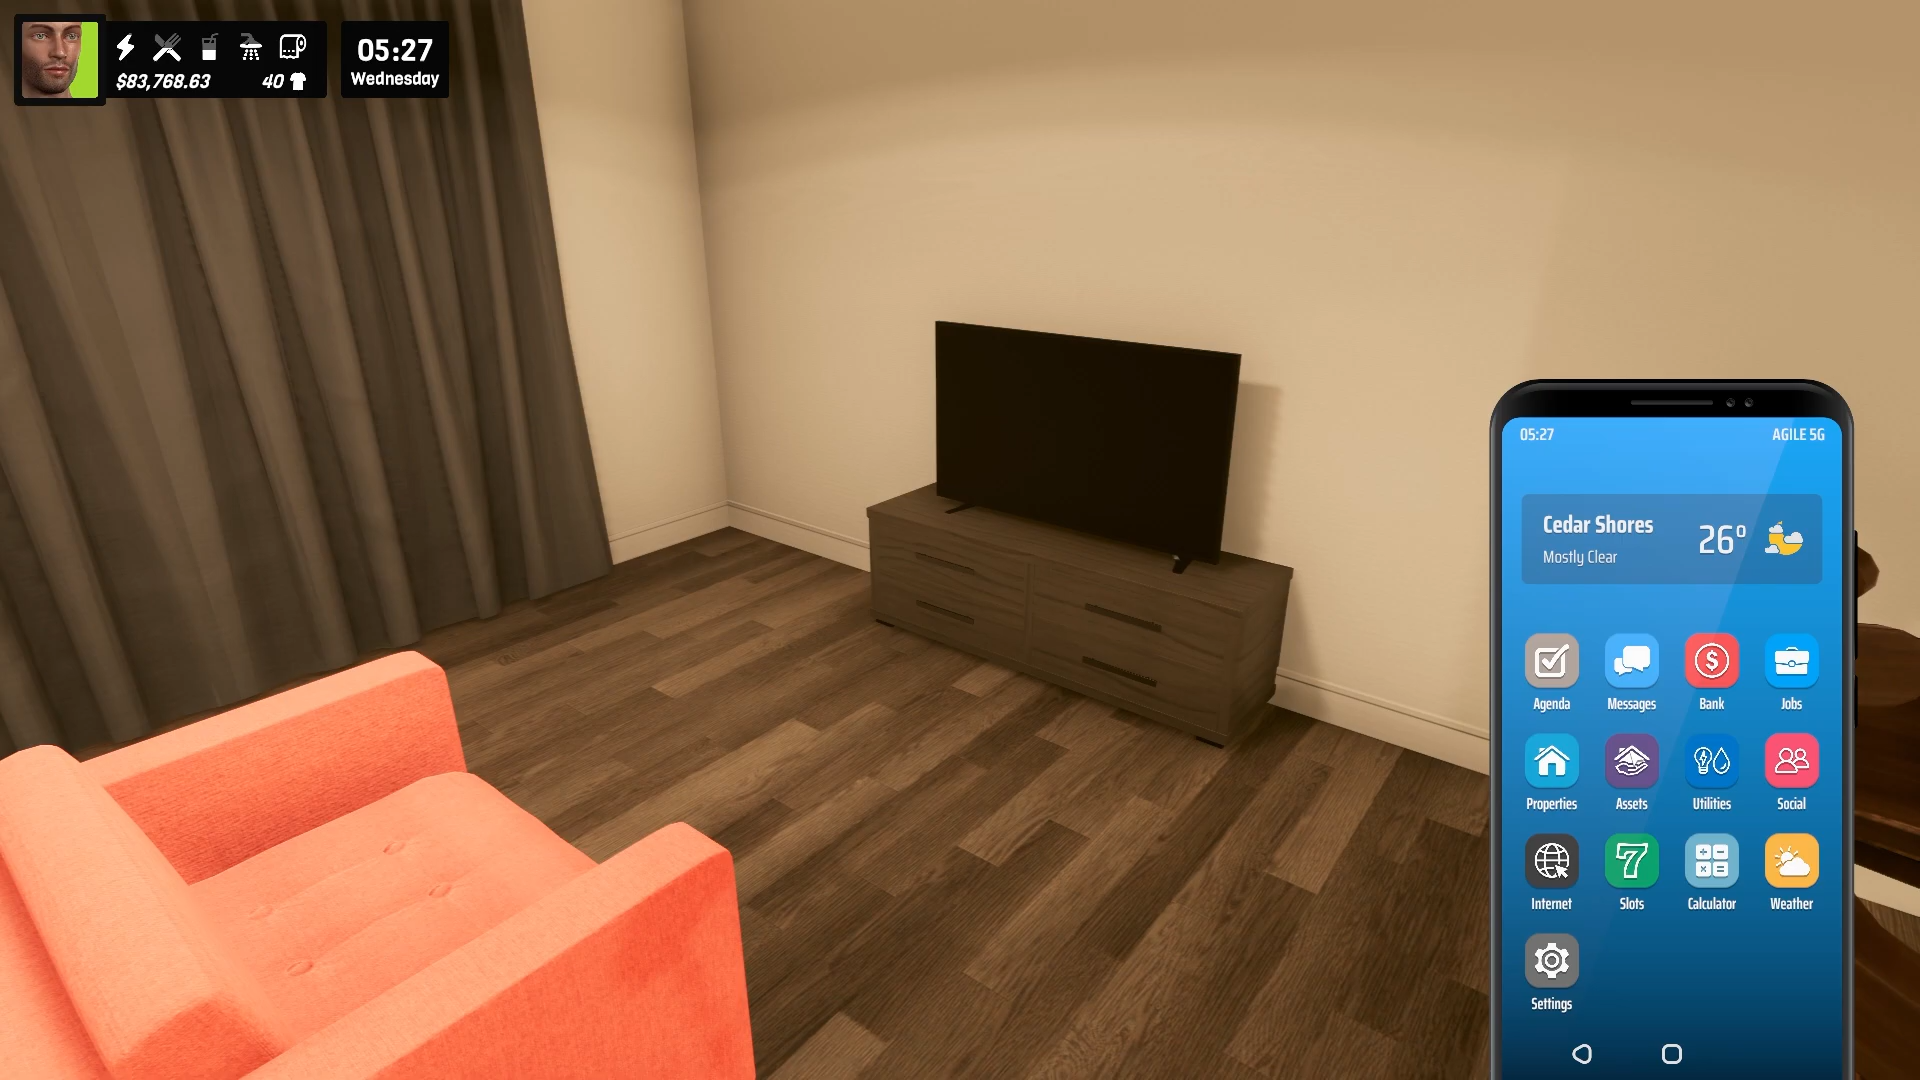 05:27
Wednesday
$83,768.63
40
05:27
AGILE 5G
Cedar Shores
26°
Mostly Clear
Agenda
Messages
Bank
Jobs
Properties
Assets
Utilities
Social
Internet
7
Slots
Calculator
Weather
Settings